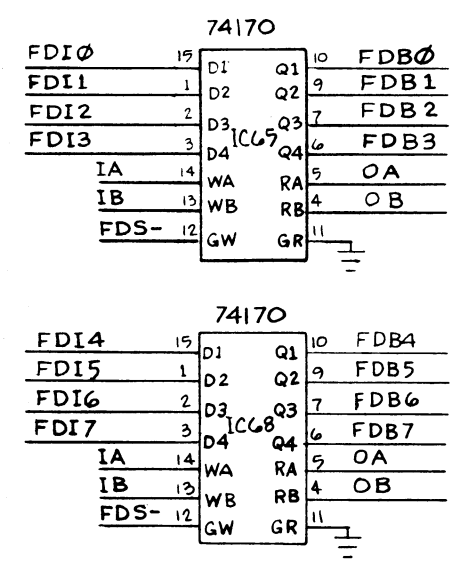 74170
FDIØ 15 D1 Q1 10 FDBØ
FDI1 1 D2 Q2 9 FDB1
FDI2 2 D3 Q3 7 FDB2
IC65
FDI3 3 D4 Q4 6 FDB3
IA 14 WA RA 5 OA
IB 13 WB RB 4 OB
FDS- 12 GW GR 11
74170
FDI4 15 D1 Q1 10 FDB4
FDI5 1 D2 Q2 9 FDB5
FDI6 2 D3 Q3 7 FDB6
IC68
FDI7 3 D4 Q4 6 FDB7
IA 14 WA RA 5 OA
IB 13 WB RB 4 OB
FDS- 12 GW GR 11